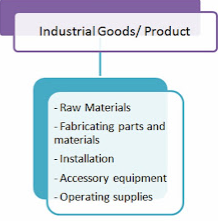 Industrial Goods/ Product
- Raw Materials
- Fabricating parts and
materials
- Installation
- Accessory equipment
- Operating supplies